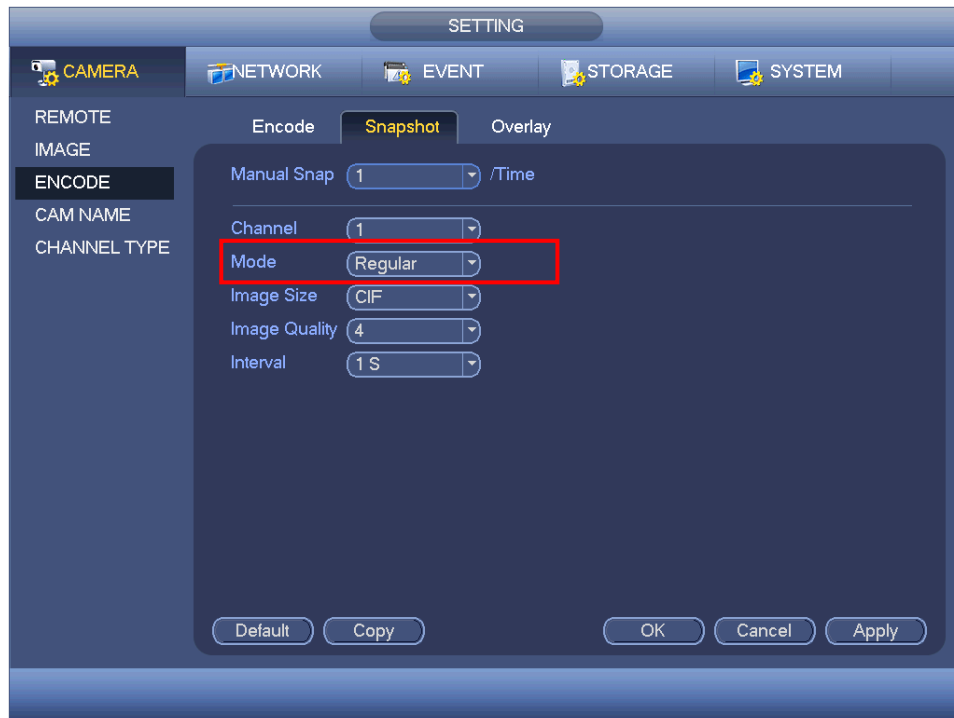 SETTING
CAMERA NETWORK EVENT STORAGE SYSTEM
REMOTE
IMAGE
ENCODE
CAM NAME
CHANNEL TYPE
Encode Snapshot Overlay
Manual Snap 1 /Time
Channel 1
Mode Regular
Image Size CIF
Image Quality 4
Interval 1 S
Default Copy OK Cancel Apply